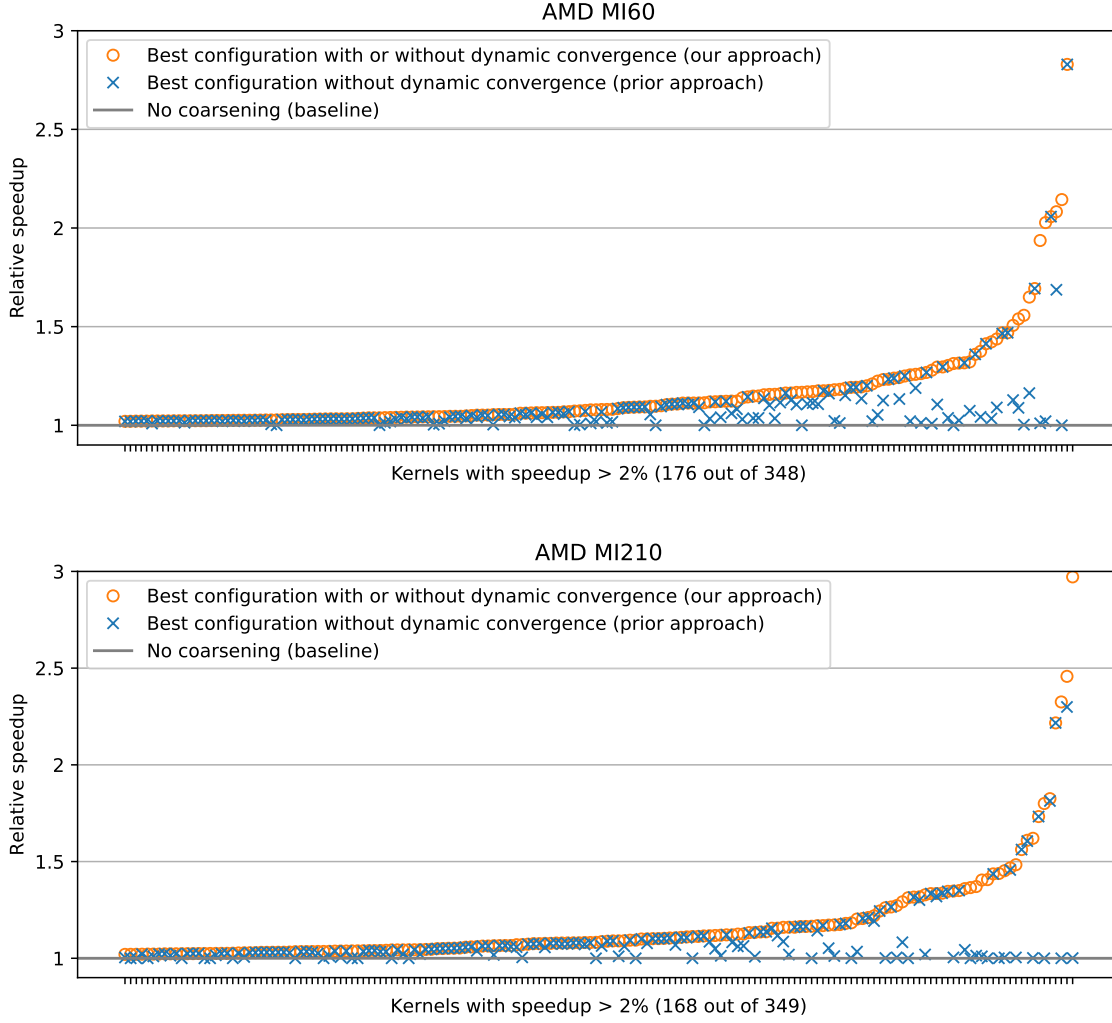 AMD MI60
3
Best configuration with or without dynamic convergence (our approach)
Best configuration without dynamic convergence (prior approach)
No coarsening (baseline)
2.5
2
1.5
1
Relative speedup
Kernels with speedup > 2% (176 out of 348)
AMD MI210
3
Best configuration with or without dynamic convergence (our approach)
Best configuration without dynamic convergence (prior approach)
No coarsening (baseline)
2.5
2
1.5
1
Relative speedup
Kernels with speedup > 2% (168 out of 349)